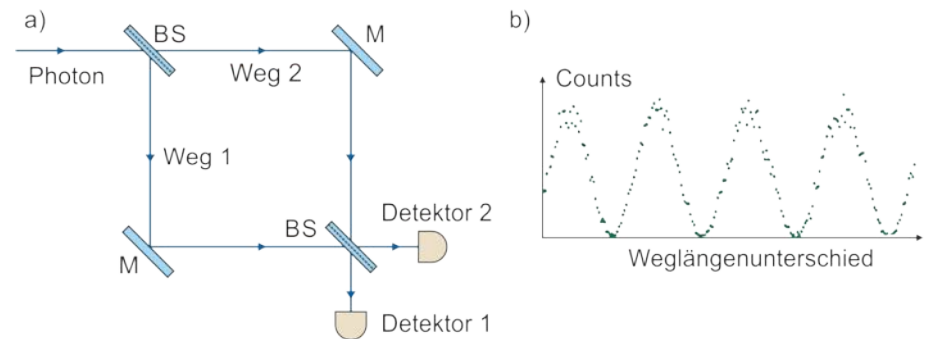 a)
BS
M
Photon
Weg 2
Weg 1
M
BS
Detektor 2
Detektor 1
b)
Counts
Weglängenunterschied